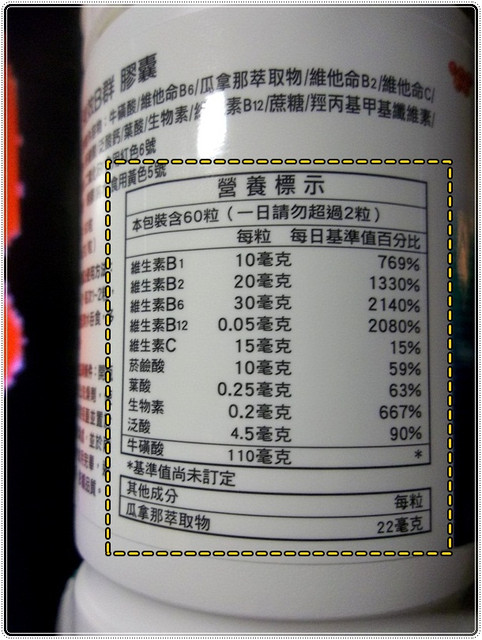 B群 膠囊
牛磺酸/維他命B6/瓜拿那萃取物/維他命B2/維他命C/
泛酸鈣/葉酸/生物素/ 素B12/蔗糖/羥丙基甲基纖維素/
用紅色6號
食用黃色5號
營養標示
本包裝含60粒(一日請勿超過2粒)
每粒 每日基準值百分比
維生素B1 10毫克 769%
維生素B2 20毫克 1330%
維生素B6 30毫克 2140%
維生素B12 0.05毫克 2080%
維生素C 15毫克 15%
菸鹼酸 10毫克 59%
葉酸 0.25毫克 63%
生物素 0.2毫克 667%
泛酸 4.5毫克 90%
牛磺酸 110毫克 *
*基準值尚未訂定
其他成分 每粒
瓜拿那萃取物 22毫克